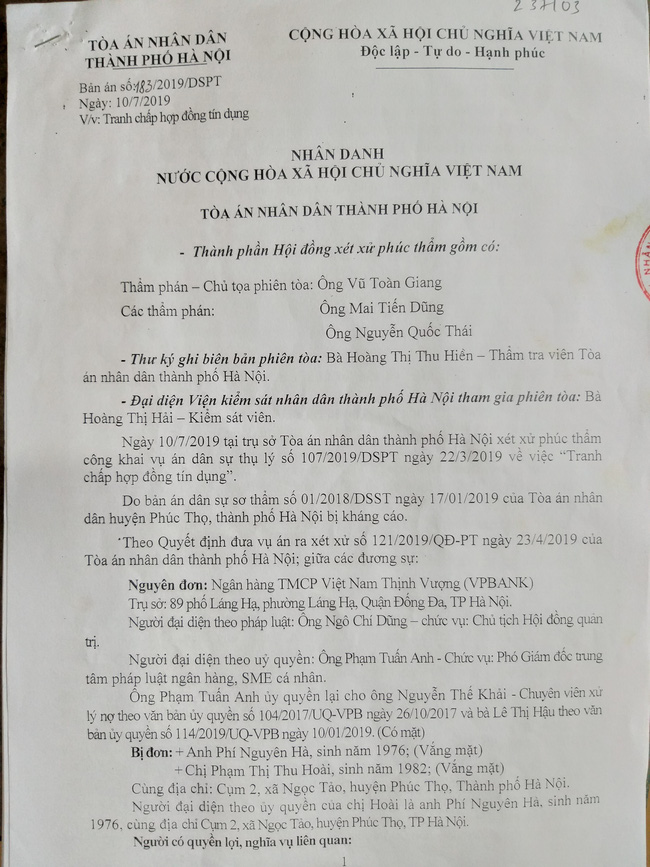 237/03
TÒA ÁN NHÂN DÂN
THÀNH PHỐ HÀ NỘI
CỘNG HÒA XÃ HỘI CHỦ NGHĨA VIỆT NAM
Độc lập - Tự do - Hạnh phúc
Bản án số:183/2019/DSPT
Ngày: 10/7/2019
V/v: Tranh chấp hợp đồng tín dụng
NHÂN DANH
NƯỚC CỘNG HÒA XÃ HỘI CHỦ NGHĨA VIỆT NAM
TÒA ÁN NHÂN DÂN THÀNH PHỐ HÀ NỘI
- Thành phần Hội đồng xét xử phúc thẩm gồm có:
NHÂN
Thẩm phán – Chủ tọa phiên tòa: Ông Vũ Toàn Giang
Các thẩm phán: Ông Mai Tiến Dũng
Ông Nguyễn Quốc Thái
- Thư ký ghi biên bản phiên tòa: Bà Hoàng Thị Thu Hiền – Thẩm tra viên Tòa
án nhân dân thành phố Hà Nội.
- Đại diện Viện kiểm sát nhân dân thành phố Hà Nội tham gia phiên tòa: Bà
Hoàng Thị Hải – Kiểm sát viên.
Ngày 10/7/2019 tại trụ sở Tòa án nhân dân thành phố Hà Nội xét xử phúc thẩm
công khai vụ án dân sự thụ lý số 107/2019/DSPT ngày 22/3/2019 về việc “Tranh
chấp hợp đồng tín dụng”.
Do bản án dân sự sơ thẩm số 01/2018/DSST ngày 17/01/2019 của Tòa án nhân
dân huyện Phúc Thọ, thành phố Hà Nội bị kháng cáo.
Theo Quyết định đưa vụ án ra xét xử số 121/2019/QĐ-PT ngày 23/4/2019 của
Tòa án nhân dân thành phố Hà Nội; giữa các đương sự:
Nguyên đơn: Ngân hàng TMCP Việt Nam Thịnh Vượng (VPBANK)
Trụ sở: 89 phố Láng Hạ, phường Láng Hạ, Quận Đống Đa, TP Hà Nội.
Người đại diện theo pháp luật: Ông Ngô Chí Dũng – chức vụ: Chủ tịch Hội đồng quản
trị.
Người đại diện theo uỷ quyền: Ông Phạm Tuấn Anh - Chức vụ: Phó Giám đốc trung
tâm pháp luật ngân hàng, SME cá nhân.
Ông Phạm Tuấn Anh ủy quyền lại cho ông Nguyễn Thế Khải - Chuyên viên xử
lý nợ theo văn bản ủy quyền số 104/2017/UQ-VPB ngày 26/10/2017 và bà Lê Thị Hậu theo văn
bản ủy quyền số 114/2019/UQ-VPB ngày 10/01/2019. (Có mặt)
Bị đơn: + Anh Phí Nguyên Hà, sinh năm 1976; (Vắng mặt)
+ Chị Phạm Thị Thu Hoài, sinh năm 1982; (Vắng mặt)
Cùng địa chỉ: Cụm 2, xã Ngọc Tảo, huyện Phúc Thọ, Thành phố Hà Nội.
Người đại diện theo ủy quyền của chị Hoài là anh Phí Nguyên Hà, sinh năm
1976, cùng địa chỉ Cụm 2, xã Ngọc Tảo, huyện Phúc Thọ, TP Hà Nội.
Người có quyền lợi, nghĩa vụ liên quan:
1